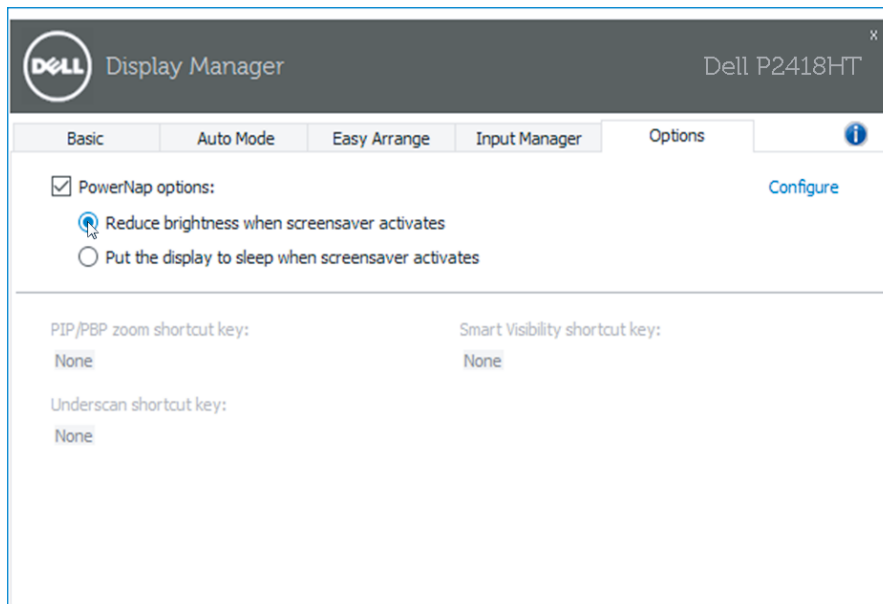 x
DELL Display Manager Dell P2418HT
Basic Auto Mode Easy Arrange Input Manager Options i
PowerNap options: Configure
Reduce brightness when screensaver activates
Put the display to sleep when screensaver activates
PIP/PBP zoom shortcut key: Smart Visibility shortcut key:
None None
Underscan shortcut key:
None